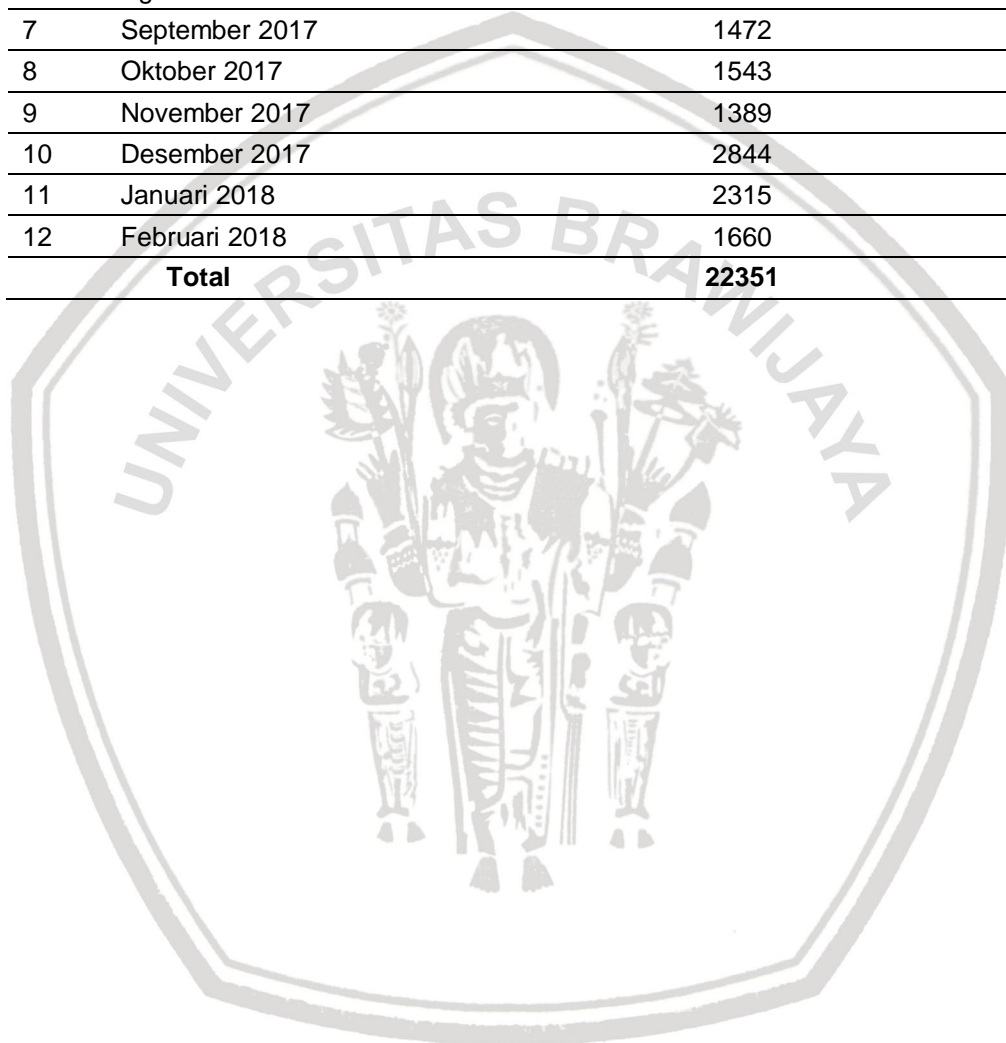 7 September 2017 1472
8 Oktober 2017 1543
9 November 2017 1389
10 Desember 2017 2844
11 Januari 2018 2315
12 Februari 2018 1660
Total 22351
UNIVERSITAS BRAWIJAYA